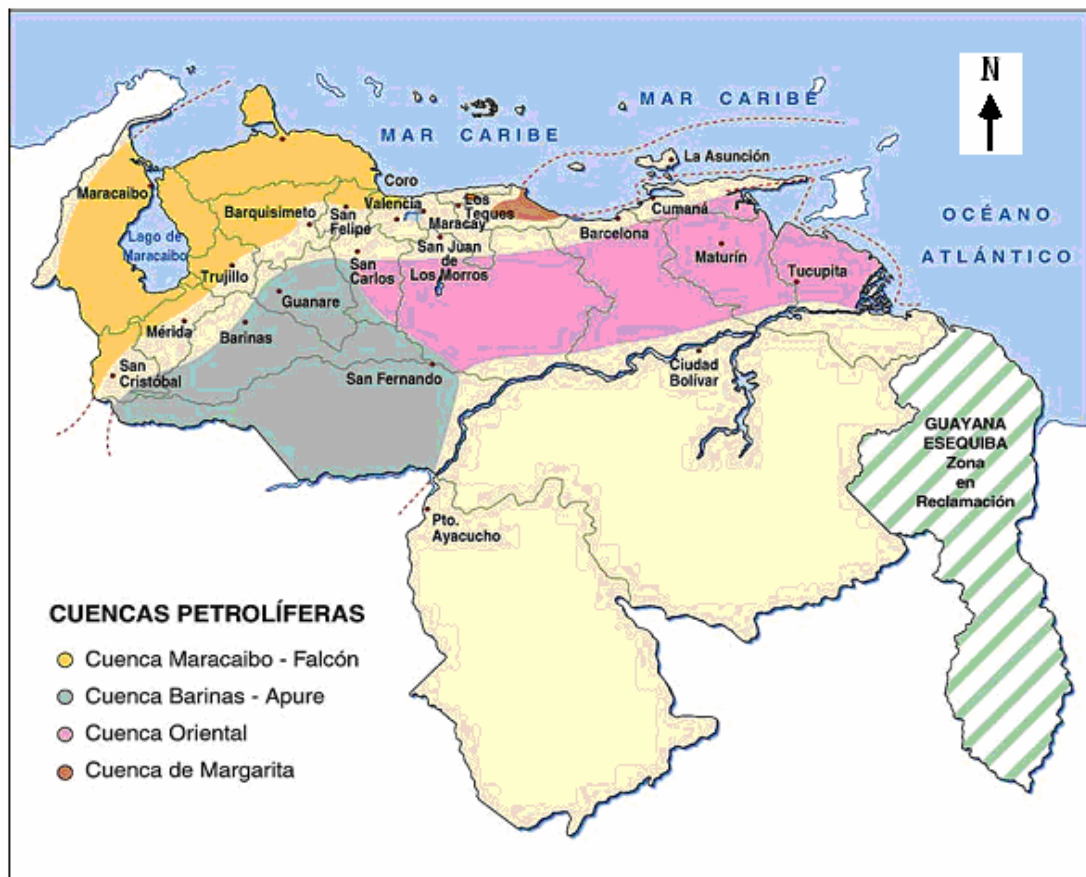 N
MAR CARIBE
MAR CARIBE
La Asunción
Coro
Maracaibo
Valencia
Los
Teques
Cumaná
OCÉANO
ATLÁNTICO
Barquisimeto
San
Felipe
Maracay
Barcelona
Lago de
Maracaibo
San Juan
de
Los Morros
Maturín
Trujillo
San
Carlos
Tucupita
Guanare
Mérida
Barinas
San
Cristóbal
San Fernando
Ciudad
Bolívar
GUAYANA
ESEQUIBA
Zona
en
Reclamación
Pto.
Ayacucho
CUENCAS PETROLÍFERAS
Cuenca Maracaibo - Falcón
Cuenca Barinas - Apure
Cuenca Oriental
Cuenca de Margarita